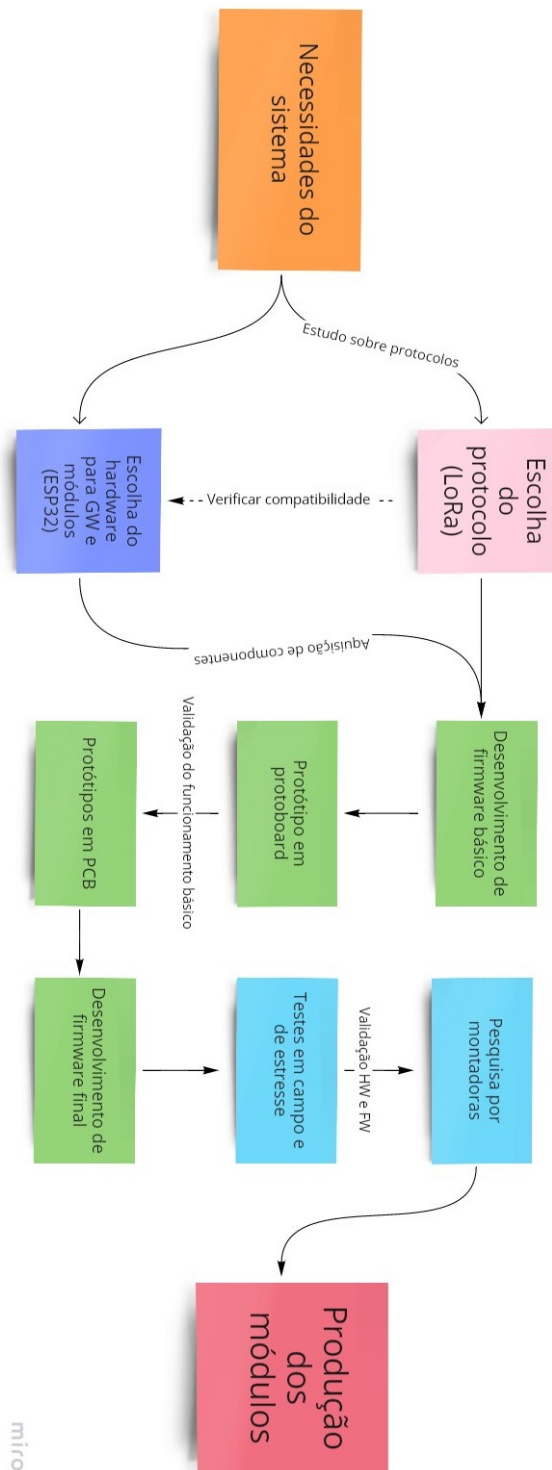 Necessidades do
sistema
Estudo sobre protocolos
Escolha
do
protocolo
(LoRa)
Verificar compatibilidade
Escolha do
hardware
para GW e
módulos
(ESP32)
Aquisição de componentes
Desenvolvimento de
firmware básico
Protótipo em
protoboard
Validação do funcionamento básico
Protótipos em PCB
Desenvolvimento de
firmware final
Testes em campo e
de estresse
Validação HW e FW
Pesquisa por
montadoras
Produção
dos
módulos
miro